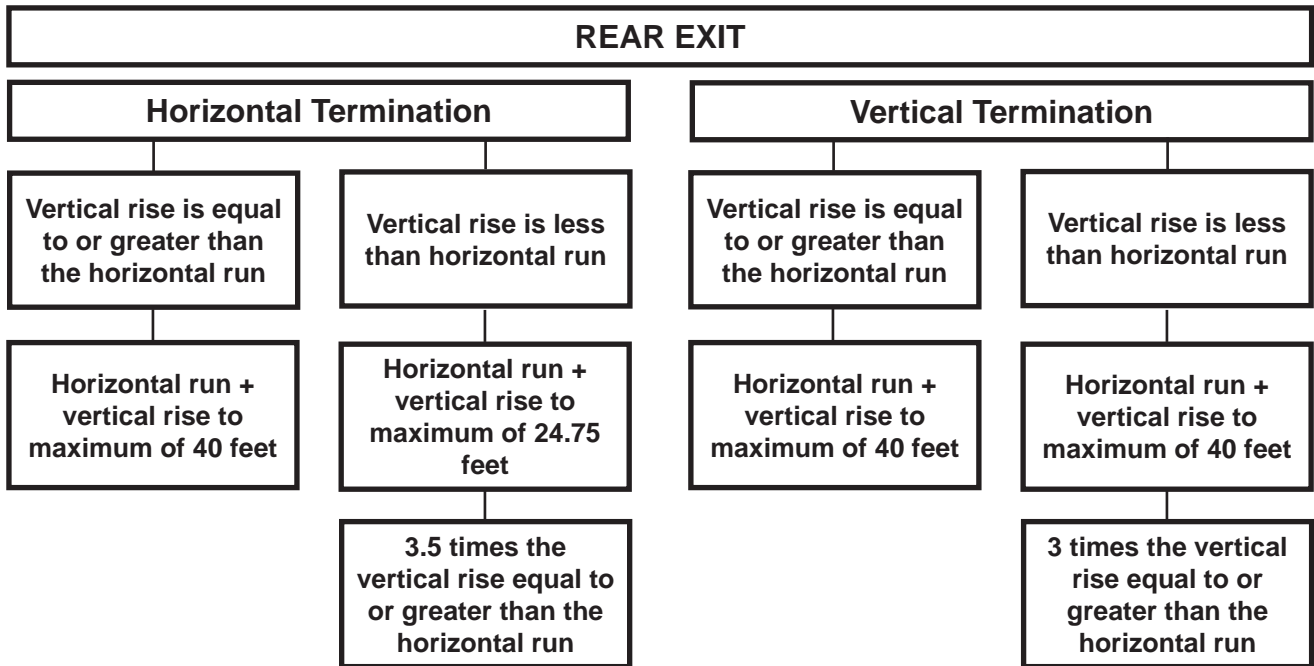 REAR EXIT
Horizontal Termination
Vertical rise is equal
to or greater than
the horizontal run
Horizontal run +
vertical rise to
maximum of 40 feet
Vertical rise is less
than horizontal run
Horizontal run +
vertical rise to
maximum of 24.75
feet
3.5 times the
vertical rise equal to
or greater than the
horizontal run
Vertical Termination
Vertical rise is equal
to or greater than
the horizontal run
Horizontal run +
vertical rise to
maximum of 40 feet
Vertical rise is less
than horizontal run
Horizontal run +
vertical rise to
maximum of 40 feet
3 times the vertical
rise equal to or
greater than the
horizontal run